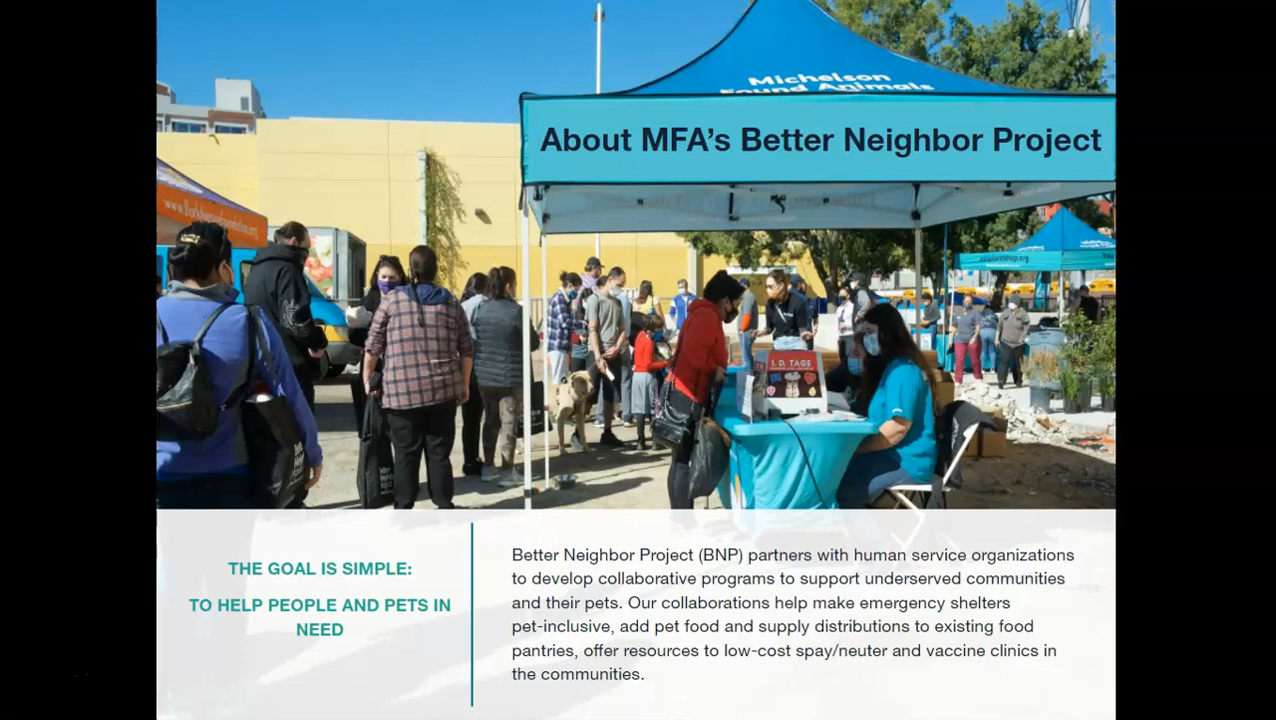 Michelson
Found Animals
About MFA's Better Neighbor Project
I.D. TAGS
THE GOAL IS SIMPLE:
TO HELP PEOPLE AND PETS IN
NEED
Better Neighbor Project (BNP) partners with human service organizations
to develop collaborative programs to support underserved communities
and their pets. Our collaborations help make emergency shelters
pet-inclusive, add pet food and supply distributions to existing food
pantries, offer resources to low-cost spay/neuter and vaccine clinics in
the communities.